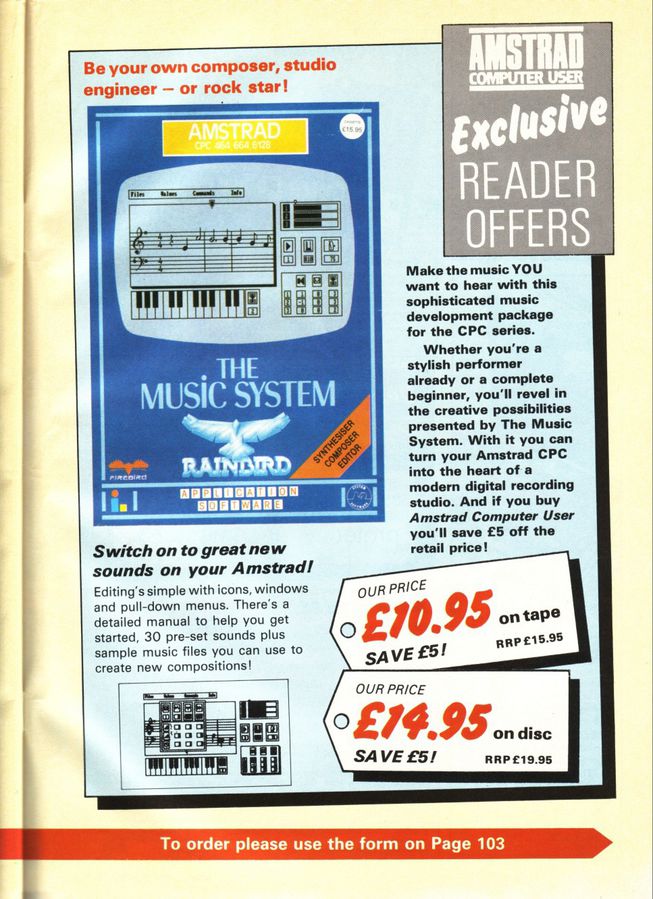 Be your own composer, studio
engineer – or rock star!
AMSTRAD
COMPUTER USER
Exclusive
READER
OFFERS
AMSTRAD
CPC 464 664 6128
£15.95
Files Values Commands Info
THE
MUSiC SYSTEM
RAINBIRD
SYNTHESISER
COMPOSER
EDITOR
FIREBIRD
APPLICATION
SOFTWARE
Make the music YOU
want to hear with this
sophisticated music
development package
for the CPC series.
Whether you're a
stylish performer
already or a complete
beginner, you'll revel in
the creative possibilities
presented by The Music
System. With it you can
turn your Amstrad CPC
into the heart of a
modern digital recording
studio. And if you buy
Amstrad Computer User
you'll save £5 off the
retail price!
Switch on to great new
sounds on your Amstrad!
Editing's simple with icons, windows
and pull-down menus. There's a
detailed manual to help you get
started, 30 pre-set sounds plus
sample music files you can use to
create new compositions!
Files Values Commands Info
OUR PRICE
£10.95 on tape
SAVE £5! RRP £15.95
OUR PRICE
£14.95 on disc
SAVE £5! RRP £19.95
To order please use the form on Page 103